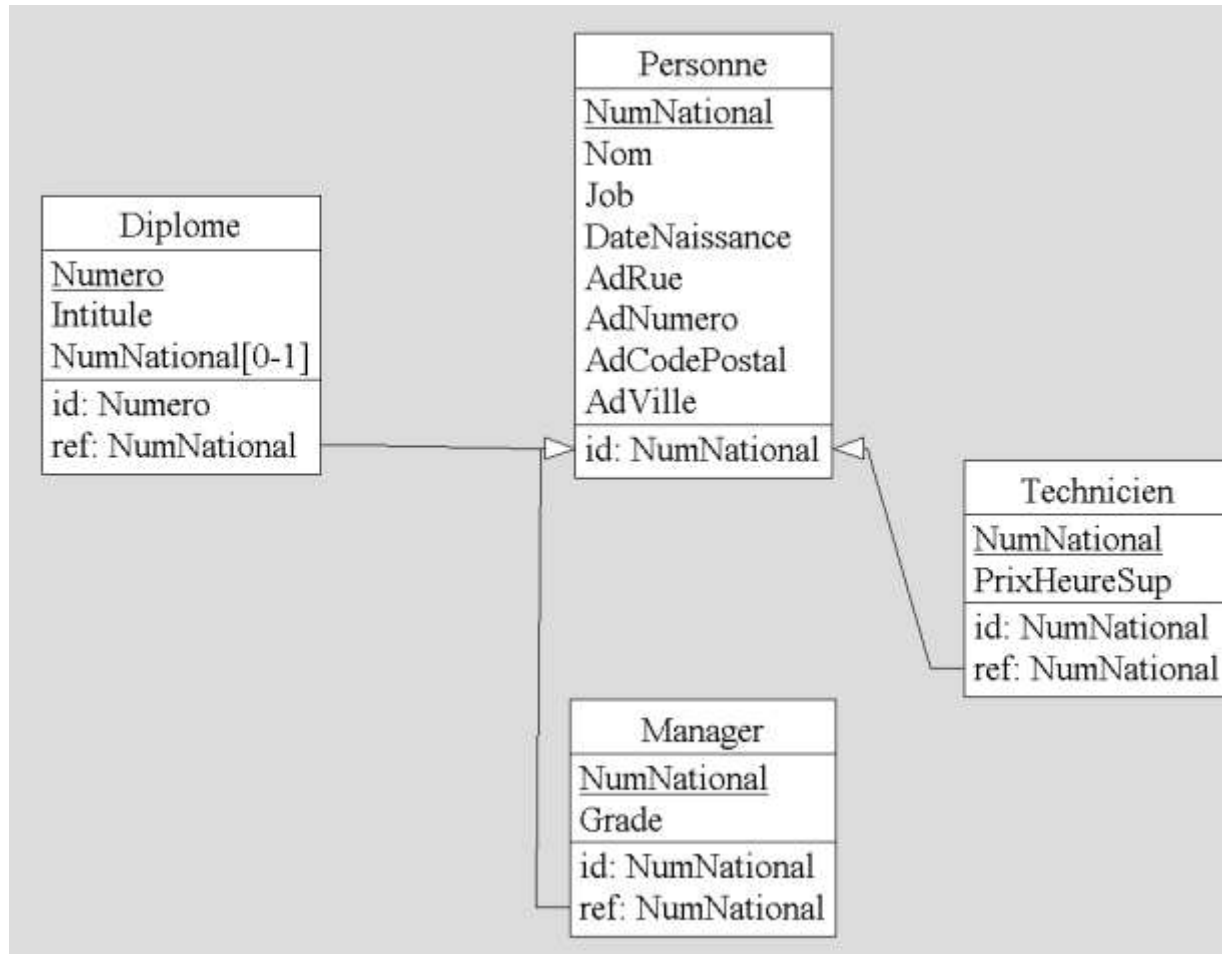 Personne
NumNational
Nom
Job
DateNaissance
AdRue
AdNumero
AdCodePostal
AdVille
id: NumNational
Diplome
Numero
Intitule
NumNational[0-1]
id: Numero
ref: NumNational
Technicien
NumNational
PrixHeureSup
id: NumNational
ref: NumNational
Manager
NumNational
Grade
id: NumNational
ref: NumNational